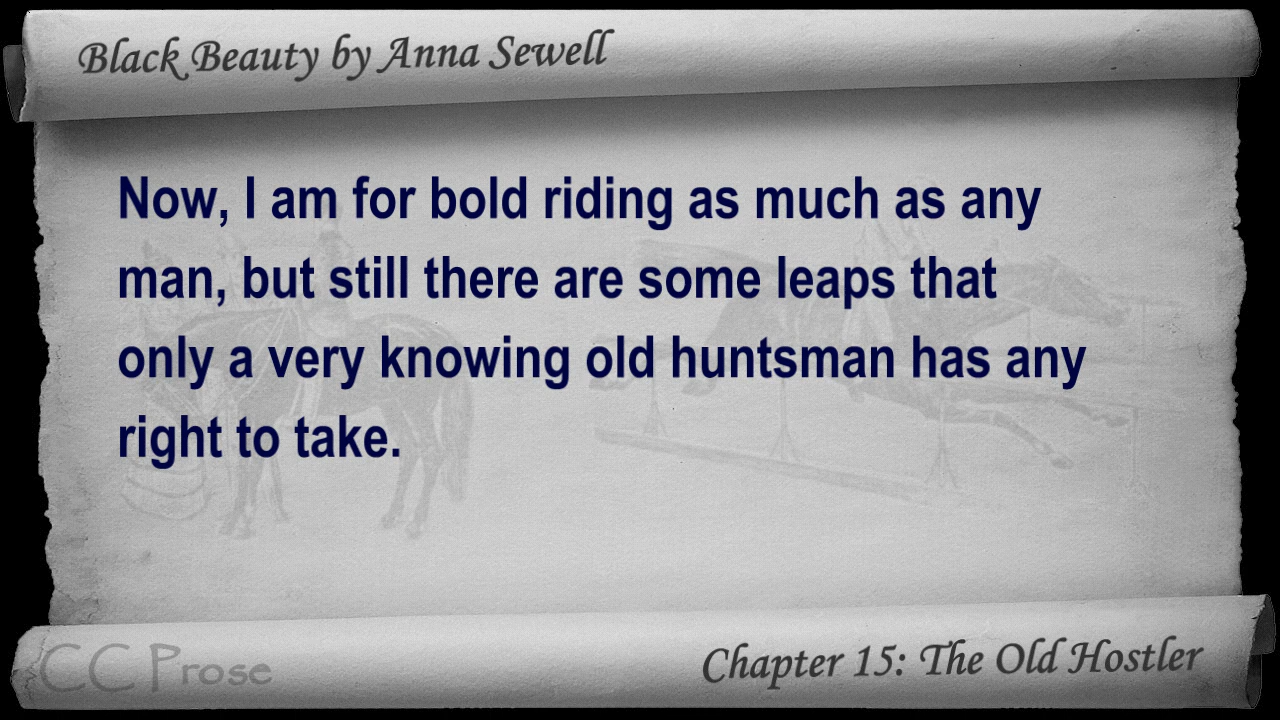 Black Beauty by Anna Sewell
Now, I am for bold riding as much as any
man, but still there are some leaps that
only a very knowing old huntsman has any
right to take.
CC Prose
Chapter 15: The Old Hostler